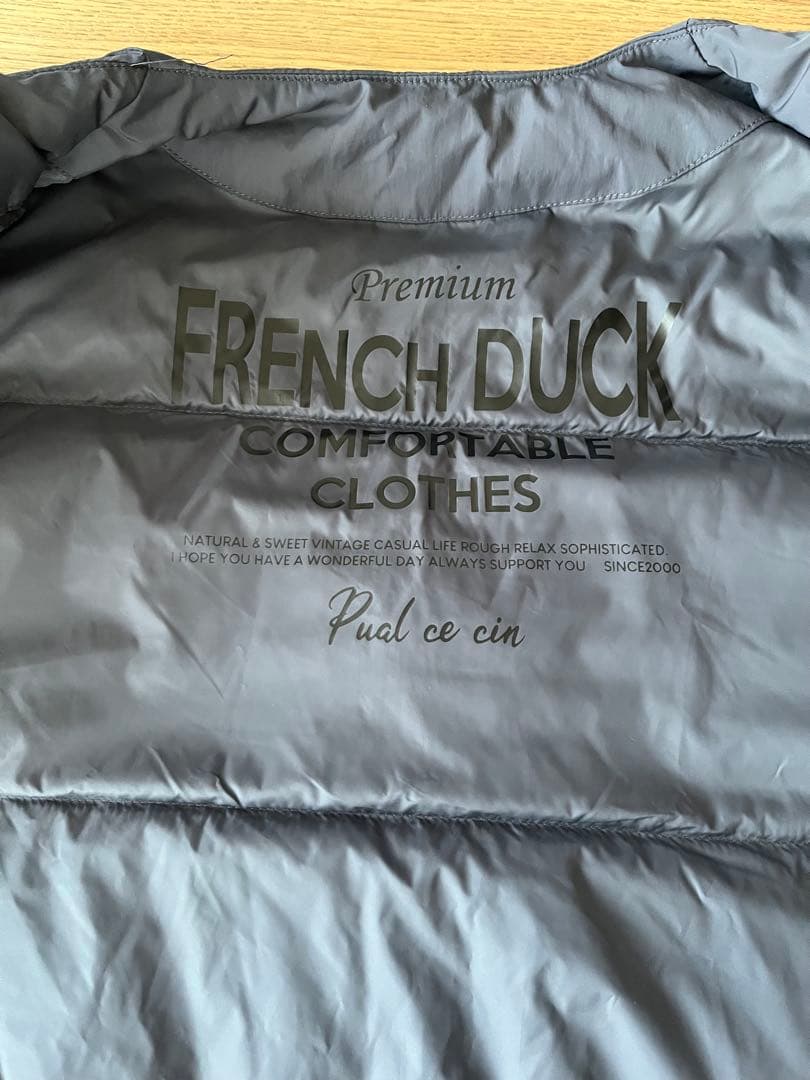 Premium
FRENCH DUCK
COMFORTABLE
CLOTHES
NATURAL & SWEET VINTAGE CASUAL LIFE ROUGH RELAX SOPHISTICATED.
I HOPE YOU HAVE A WONDERFUL DAY ALWAYS SUPPORT YOU SINCE2000
Pual ce cin